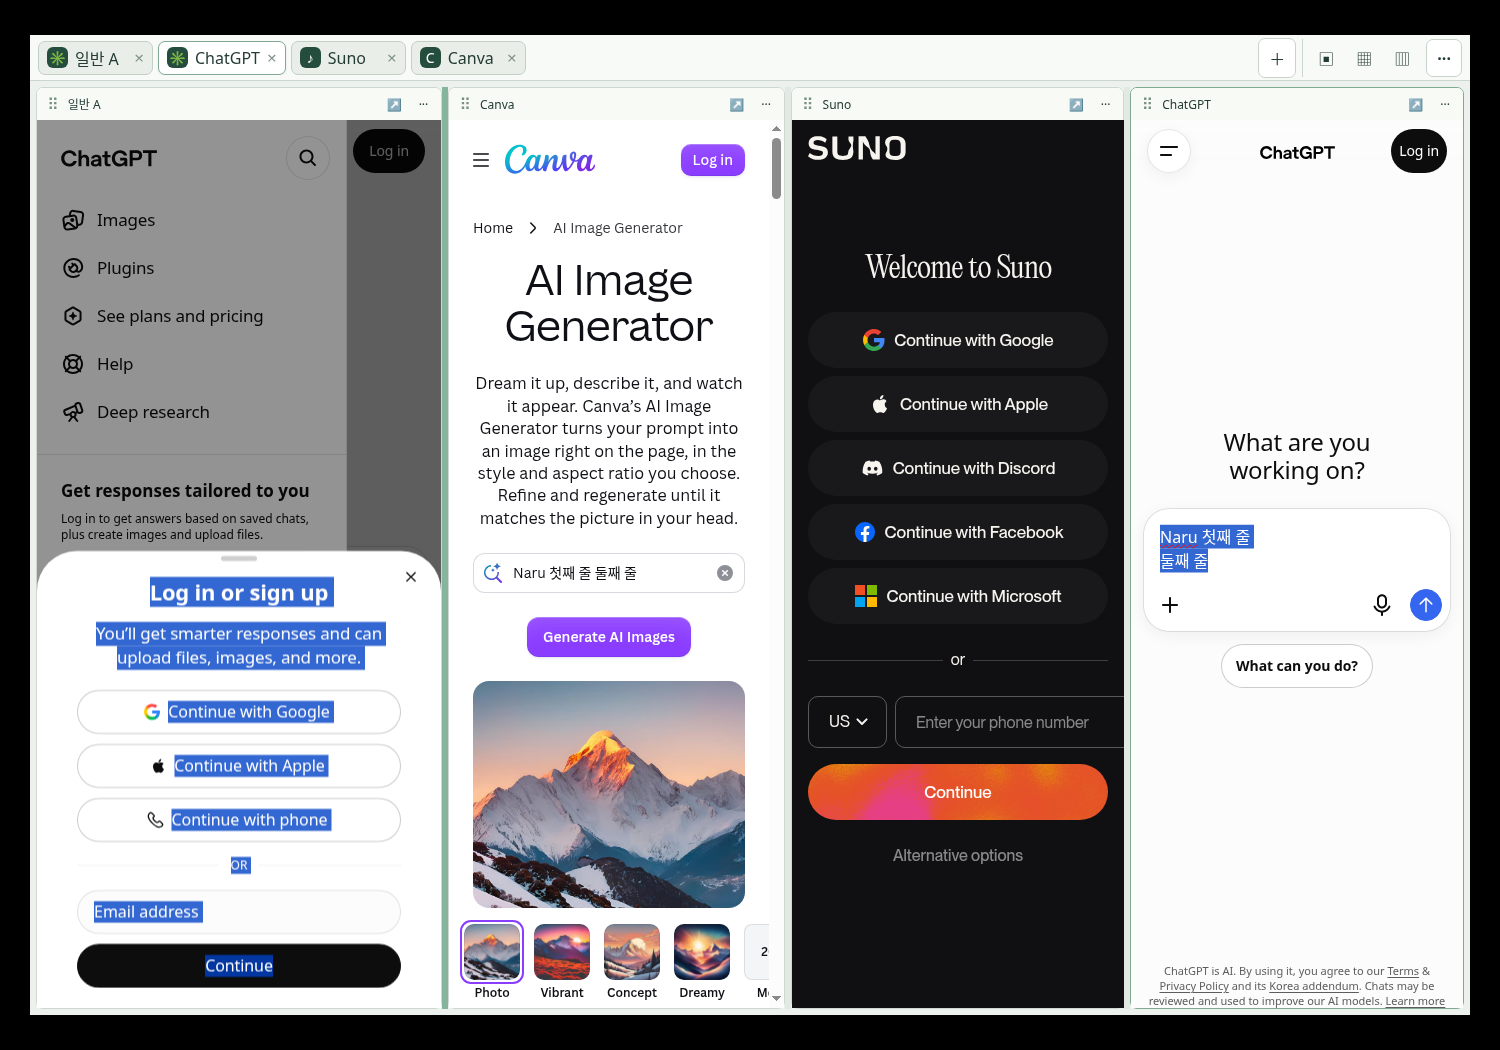 일반 A
ChatGPT
Suno
Canva
일반 A
ChatGPT
Log in
Images
Plugins
See plans and pricing
Help
Deep research
Get responses tailored to you
Log in to get answers based on saved chats,
plus create images and upload files.
Log in or sign up
You'll get smarter responses and can
upload files, images, and more.
Continue with Google
Continue with Apple
Continue with phone
OR
Email address
Continue
Canva
Canva
Log in
Home
AI Image Generator
AI Image
Generator
Dream it up, describe it, and watch
it appear. Canva's AI Image
Generator turns your prompt into
an image right on the page, in the
style and aspect ratio you choose.
Refine and regenerate until it
matches the picture in your head.
Naru 첫째 줄 둘째 줄
Generate AI Images
Photo
Vibrant
Concept
Dreamy
Suno
SUNO
Welcome to Suno
Continue with Google
Continue with Apple
Continue with Discord
Continue with Facebook
Continue with Microsoft
or
US
Enter your phone number
Continue
Alternative options
ChatGPT
ChatGPT
Log in
What are you
working on?
Naru 첫째 줄
둘째 줄
What can you do?
ChatGPT is AI. By using it, you agree to our Terms &
Privacy Policy and its Korea addendum. Chats may be
reviewed and used to improve our AI models. Learn more